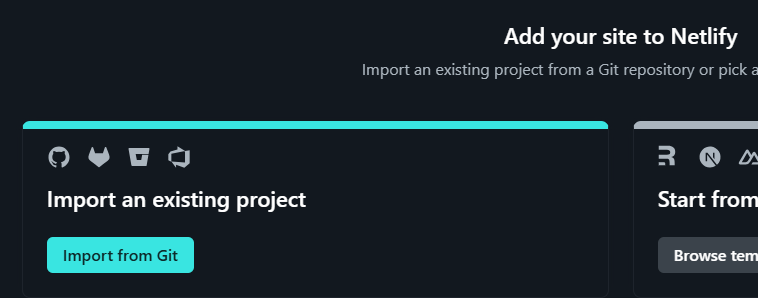 Add your site to Netlify
Import an existing project from a Git repository or pick a
Import an existing project
Start from
Import from Git
Browse tem